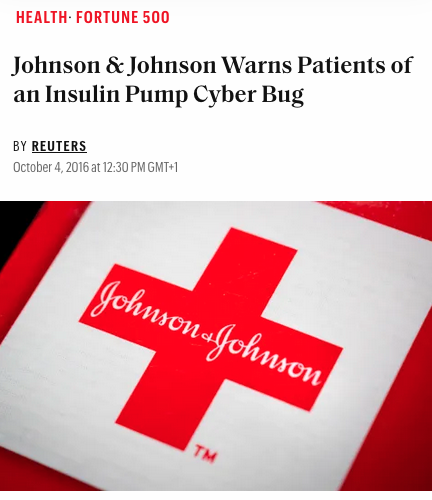 HEALTH· FORTUNE 500
Johnson & Johnson Warns Patients of
an Insulin Pump Cyber Bug
BY REUTERS
October 4, 2016 at 12:30 PM GMT+1
Johnson & Johnson
TM